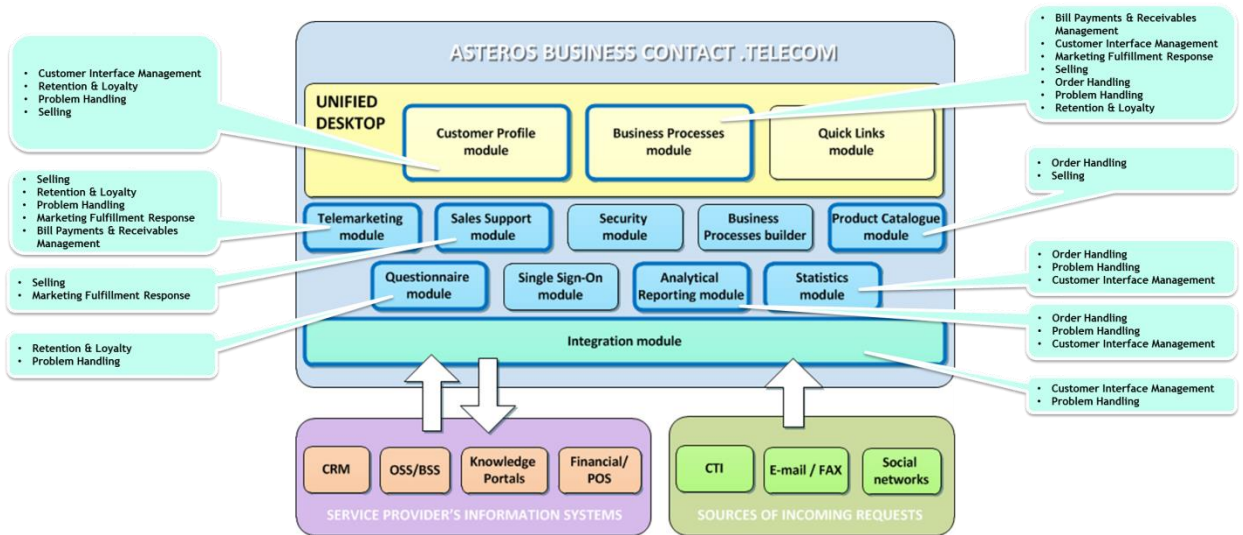 ASTEROS BUSINESS CONTACT .TELECOM
UNIFIED
DESKTOP
Customer Profile
module
Business Processes
module
Quick Links
module
Telemarketing
module
Sales Support
module
Security
module
Business
Processes builder
Product Catalogue
module
Questionnaire
module
Single Sign-On
module
Analytical
Reporting module
Statistics
module
Integration module
CRM
OSS/BSS
Knowledge
Portals
Financial/
POS
SERVICE PROVIDER'S INFORMATION SYSTEMS
CTI
E-mail / FAX
Social
networks
SOURCES OF INCOMING REQUESTS
• Customer Interface Management
• Retention & Loyalty
• Problem Handling
• Selling
• Selling
• Retention & Loyalty
• Problem Handling
• Marketing Fulfillment Response
• Bill Payments & Receivables
Management
• Selling
• Marketing Fulfillment Response
• Retention & Loyalty
• Problem Handling
• Bill Payments & Receivables
Management
• Customer Interface Management
• Marketing Fulfillment Response
• Selling
• Order Handling
• Problem Handling
• Retention & Loyalty
• Order Handling
• Selling
• Order Handling
• Problem Handling
• Customer Interface Management
• Order Handling
• Problem Handling
• Customer Interface Management
• Customer Interface Management
• Problem Handling